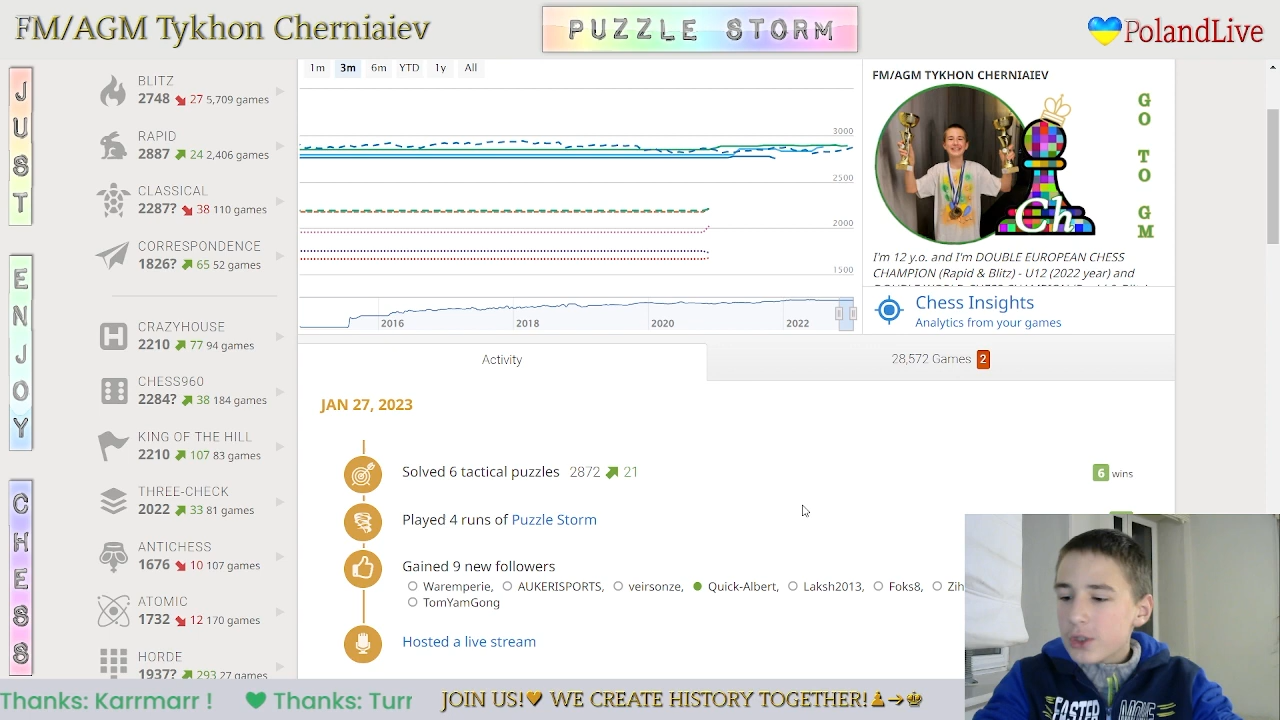 FM/AGM Tykhon Cherniaiev
PUZZLE STORM
PolandLive
JUST
ENJOY
CHESS
BLITZ
2748 27 5,709 games
RAPID
2887 24 2,406 games
CLASSICAL
2287? 38 110 games
CORRESPONDENCE
1826? 65 52 games
CRAZYHOUSE
2210 77 94 games
CHESS960
2284? 38 184 games
KING OF THE HILL
2210 107 83 games
THREE-CHECK
2022 33 81 games
ANTICHESS
1676 10 107 games
ATOMIC
1732 12 170 games
HORDE
1937? 293 27 games
1m 3m 6m YTD 1y All
3000
2500
2000
1500
2016 2018 2020 2022
FM/AGM TYKHON CHERNIAIEV
GO TO GM
Ch
I'm 12 y.o. and I'm DOUBLE EUROPEAN CHESS
CHAMPION (Rapid & Blitz) - U12 (2022 year) and
Chess Insights
Analytics from your games
Activity
28,572 Games 2
JAN 27, 2023
Solved 6 tactical puzzles 2872 21
6 wins
Played 4 runs of Puzzle Storm
Gained 9 new followers
Waremperie, AUKERISPORTS, veirsonze, Quick-Albert, Laksh2013, Foks8, Zih
TomYamGong
Hosted a live stream
FASTER MOVE
Thanks: Karrmarr ! Thanks: Turr
JOIN US! WE CREATE HISTORY TOGETHER!